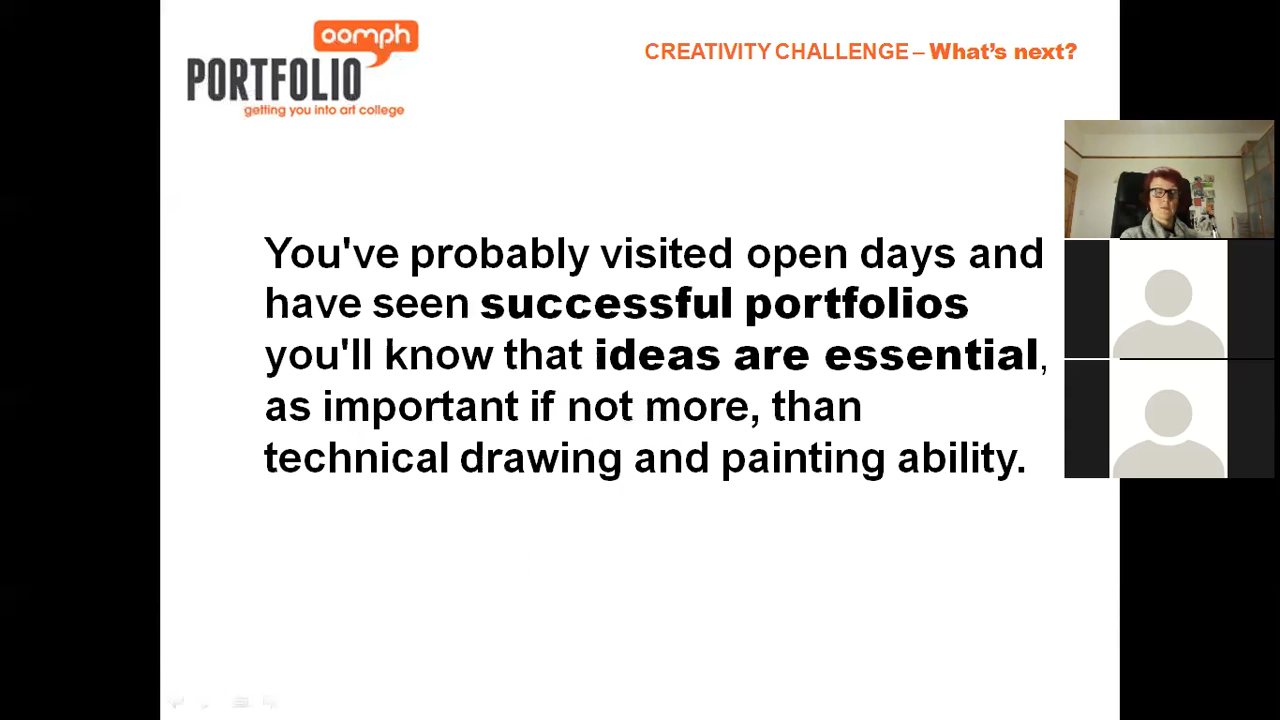 oomph
PORTFOLIO
getting you into art college
CREATIVITY CHALLENGE – What's next?
You've probably visited open days and
have seen successful portfolios
you'll know that ideas are essential,
as important if not more, than
technical drawing and painting ability.